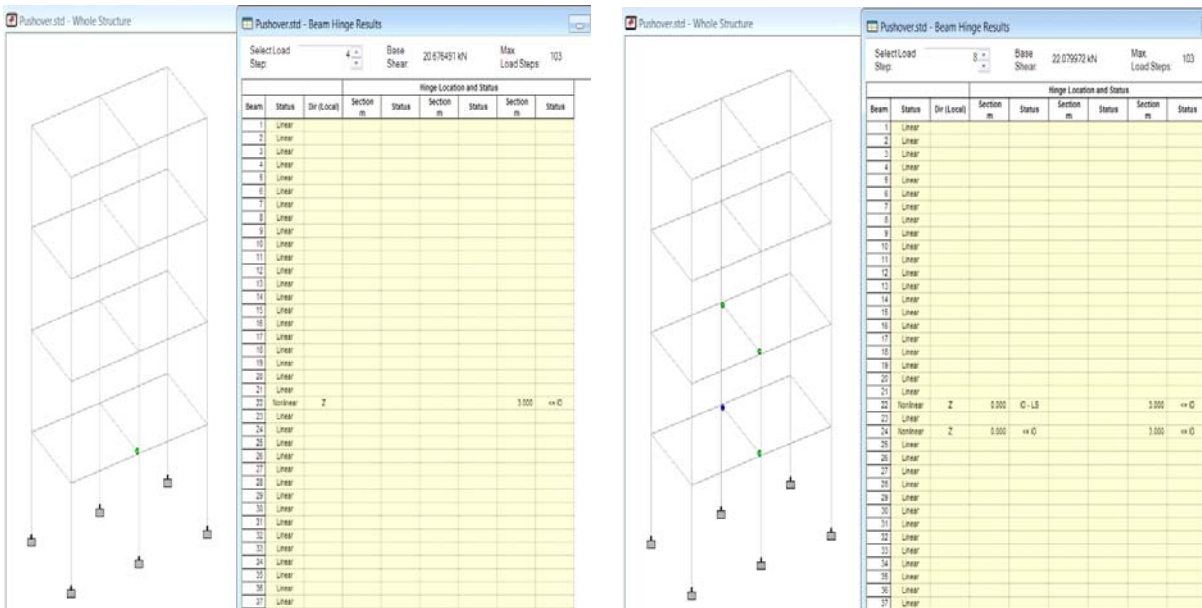 Pushover.std - Whole Structure
Pushover.std - Beam Hinge Results
Select Load Step: 4 Base Shear: kN Max. Load Steps: 103
Hinge Location and Status
Beam Status Dir (Local) Section m Status Section m Status Section m Status
1 Linear
2 Linear
3 Linear
4 Linear
5 Linear
6 Linear
7 Linear
8 Linear
9 Linear
10 Linear
11 Linear
12 Linear
13 Linear
14 Linear
15 Linear
16 Linear
17 Linear
18 Linear
19 Linear
20 Linear
21 Linear
22 Nonlinear Z 3.000 <= IO
23 Linear
24 Linear
25 Linear
26 Linear
27 Linear
28 Linear
29 Linear
30 Linear
31 Linear
32 Linear
33 Linear
34 Linear
35 Linear
36 Linear
37 Linear
Pushover.std - Whole Structure
Pushover.std - Beam Hinge Results
Select Load Step: 8 Base Shear: 22.079972 kN Max. Load Steps: 103
Hinge Location and Status
Beam Status Dir (Local) Section m Status Section m Status Section m Status
1 Linear
2 Linear
3 Linear
4 Linear
5 Linear
6 Linear
7 Linear
8 Linear
9 Linear
10 Linear
11 Linear
12 Linear
13 Linear
14 Linear
15 Linear
16 Linear
17 Linear
18 Linear
19 Linear
20 Linear
21 Linear
22 Nonlinear Z 0.000 IO - LS 3.000 <= IO
23 Linear
24 Nonlinear Z 0.000 <= IO 3.000 <= IO
25 Linear
26 Linear
27 Linear
28 Linear
29 Linear
30 Linear
31 Linear
32 Linear
33 Linear
34 Linear
35 Linear
36 Linear
37 Linear